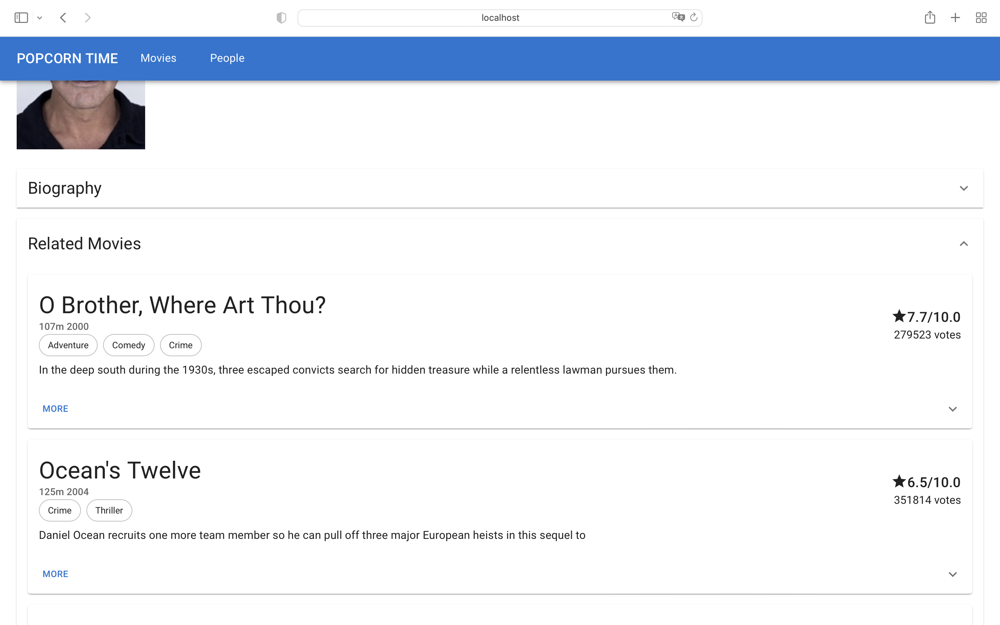 localhost
POPCORN TIME Movies People
Biography
Related Movies
O Brother, Where Art Thou?
107m 2000
★7.7/10.0
279523 votes
Adventure Comedy Crime
In the deep south during the 1930s, three escaped convicts search for hidden treasure while a relentless lawman pursues them.
MORE
Ocean's Twelve
125m 2004
★6.5/10.0
351814 votes
Crime Thriller
Daniel Ocean recruits one more team member so he can pull off three major European heists in this sequel to
MORE